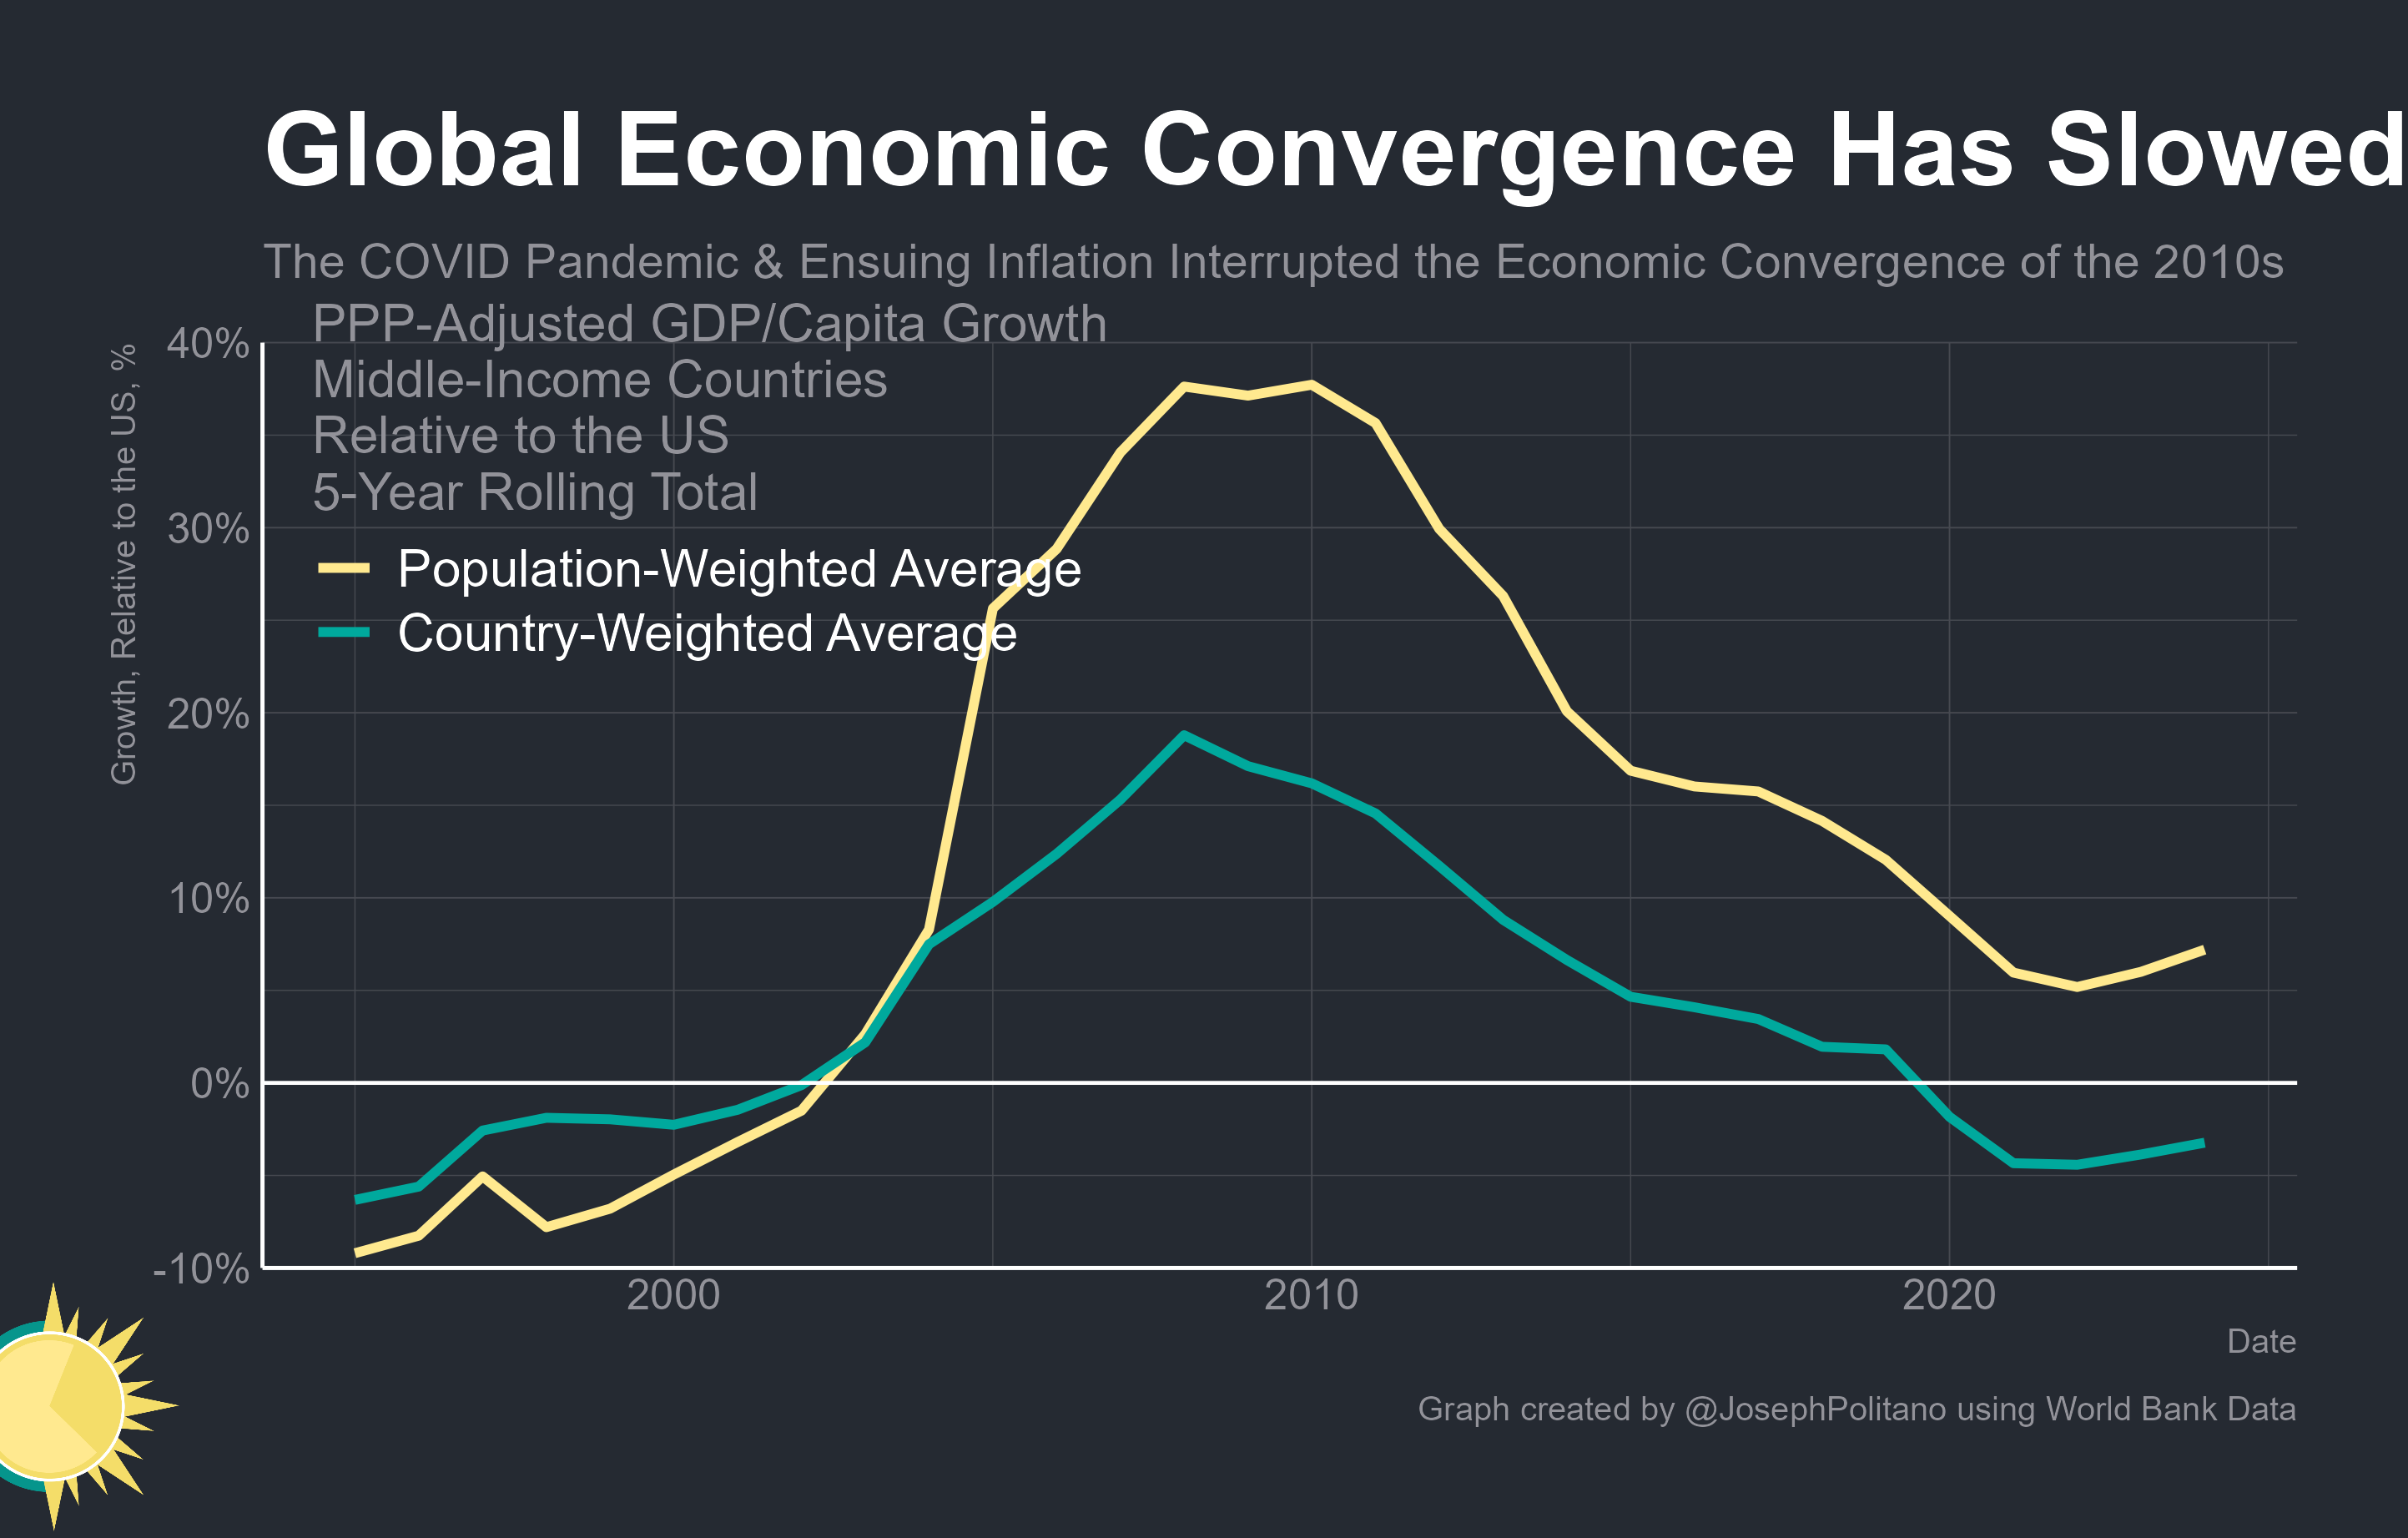 Global Economic Convergence Has Slowed
The COVID Pandemic & Ensuing Inflation Interrupted the Economic Convergence of the 2010s
PPP-Adjusted GDP/Capita Growth
Middle-Income Countries
Relative to the US
5-Year Rolling Total
Population-Weighted Average
Country-Weighted Average
Growth, Relative to the US, %
40%
30%
20%
10%
0%
-10%
2000
2010
2020
Date
Graph created by @JosephPolitano using World Bank Data